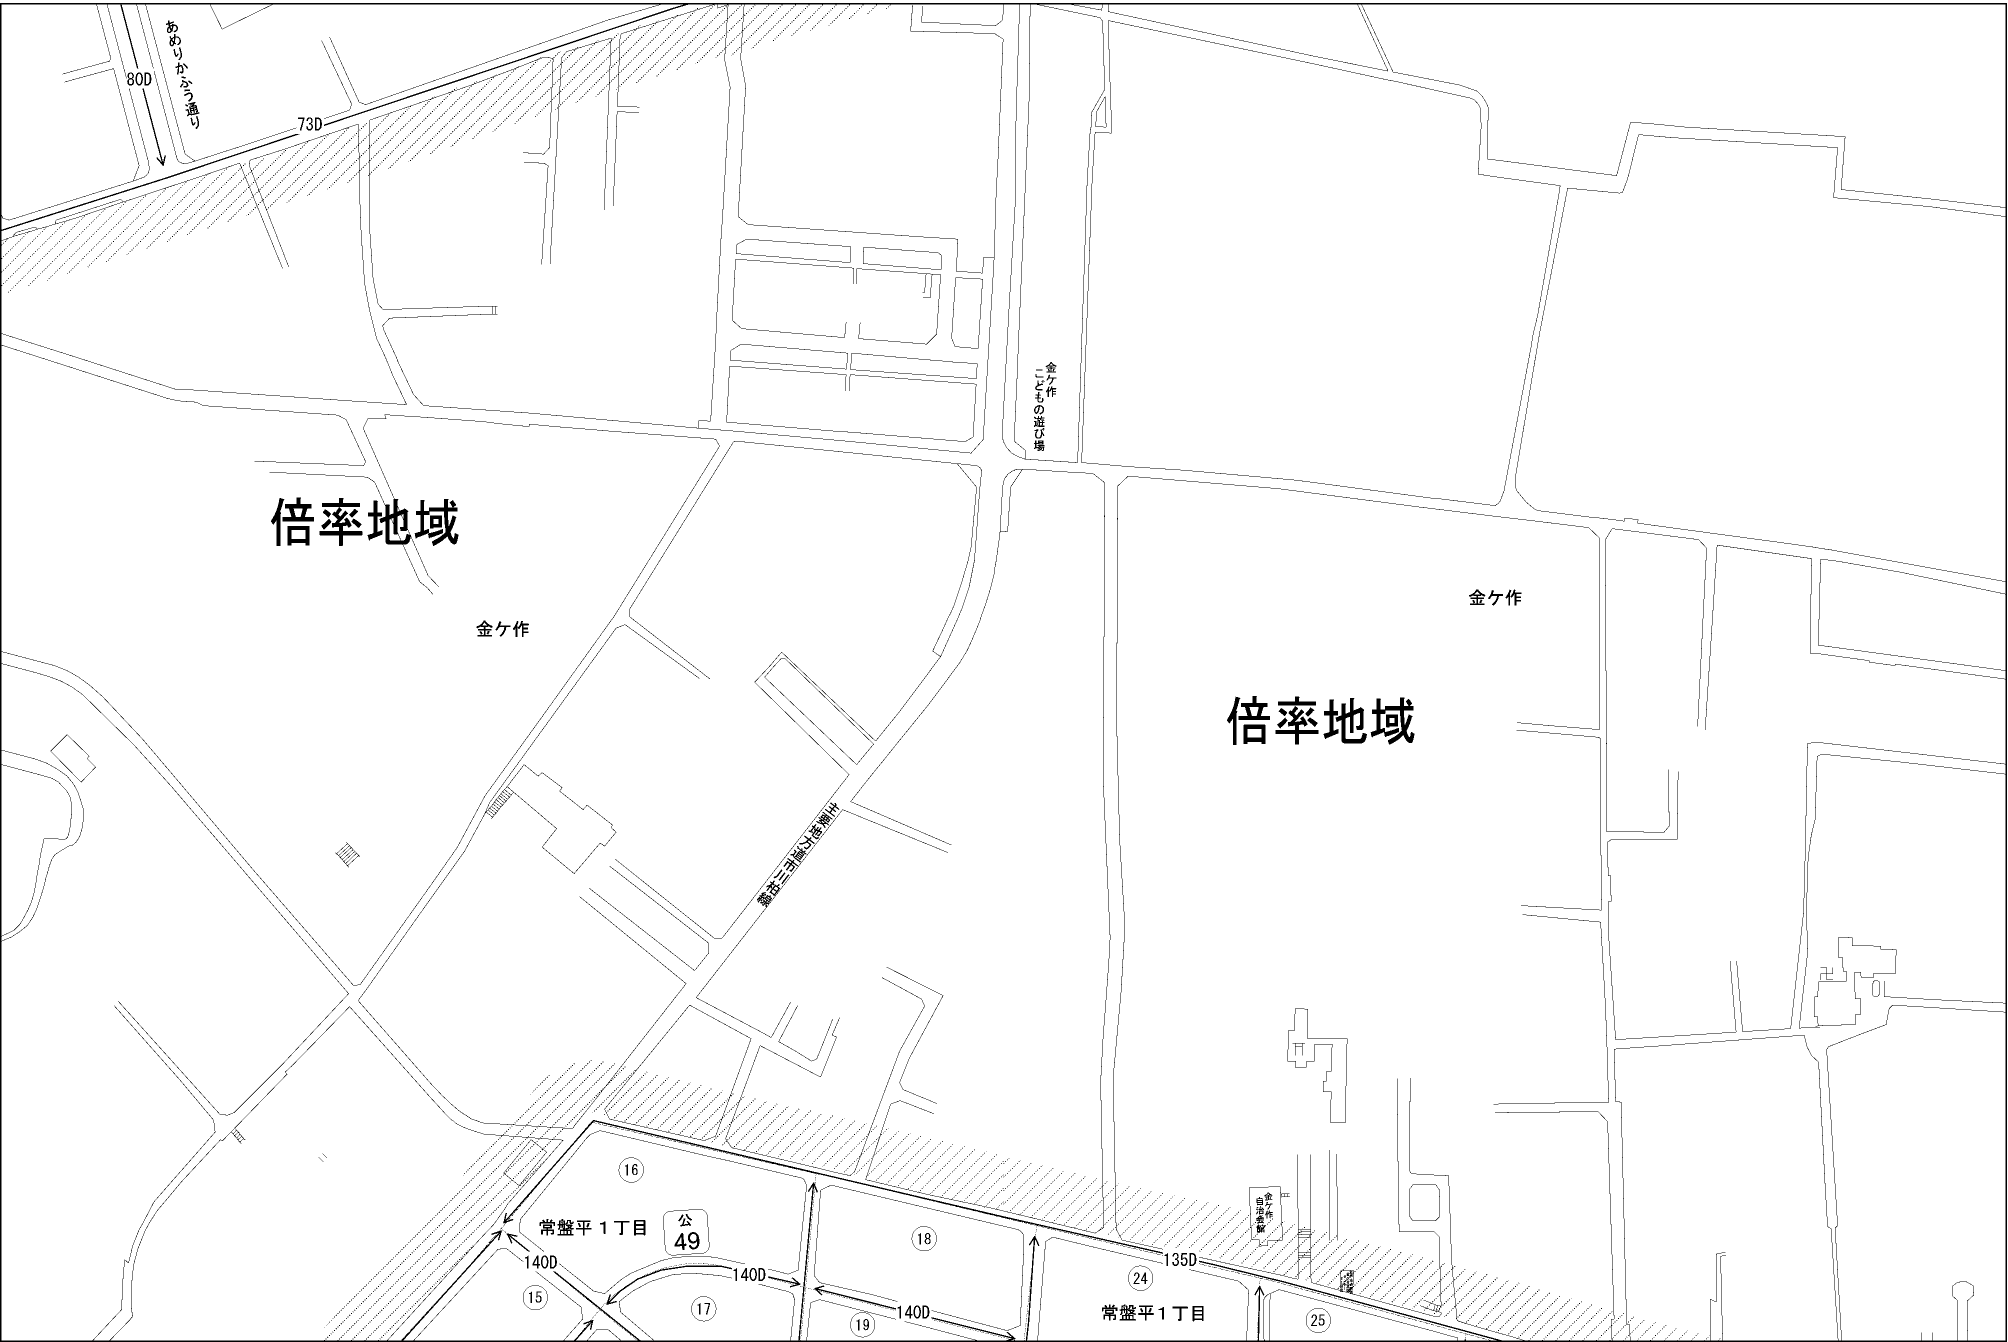 80D
あめりかふう通り
73D
金ケ作
こどもの遊び場
倍率地域
金ケ作
金ケ作
倍率地域
主要地方道市川柏線
16
公
49
常盤平1丁目
140D
140D
15
17
18
140D
19
135D
24
常盤平1丁目
金ケ作
自治会館
25